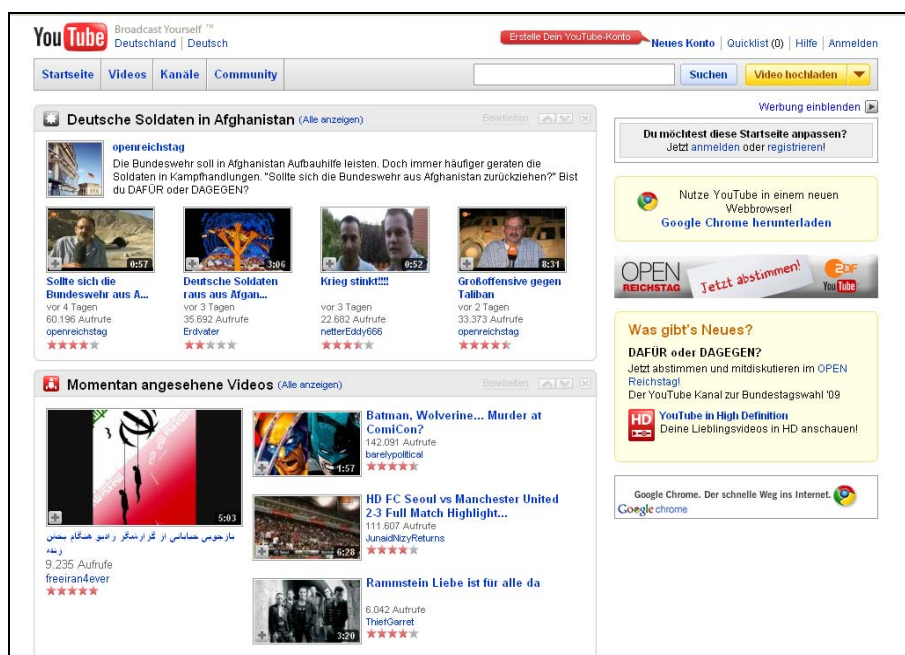 YouTube
Broadcast Yourself ™
Deutschland | Deutsch
Erstelle Dein YouTube-Konto
Neues Konto | Quicklist (0) | Hilfe | Anmelden
Startseite Videos Kanäle Community
Suchen
Video hochladen
Deutsche Soldaten in Afghanistan (Alle anzeigen)
Bearbeiten
openreichstag
Die Bundeswehr soll in Afghanistan Aufbauhilfe leisten. Doch immer häufiger geraten die
Soldaten in Kampfhandlungen. "Sollte sich die Bundeswehr aus Afghanistan zurückziehen?" Bist
du DAFÜR oder DAGEGEN?
0:57
Sollte sich die
Bundeswehr aus A...
vor 4 Tagen
60.196 Aufrufe
openreichstag
3:06
Deutsche Soldaten
raus aus Afgan...
vor 3 Tagen
35.692 Aufrufe
Erdvater
0:52
Krieg stinkt!!!!
vor 3 Tagen
22.682 Aufrufe
netterEddy666
8:31
Großoffensive gegen
Taliban
vor 2 Tagen
33.373 Aufrufe
openreichstag
Momentan angesehene Videos (Alle anzeigen)
Bearbeiten
5:03
بازجویی خیابانی از گزارشگر رادیو هنگام پخش
زنده
9.235 Aufrufe
freeiran4ever
1:57
Batman, Wolverine... Murder at
ComiCon?
142.091 Aufrufe
barelypolitical
6:28
HD FC Seoul vs Manchester United
2-3 Full Match Highlight...
111.607 Aufrufe
JunaidNizyReturns
3:20
Rammstein Liebe ist für alle da
6.042 Aufrufe
ThiefGarret
Werbung einblenden
Du möchtest diese Startseite anpassen?
Jetzt anmelden oder registrieren!
Nutze YouTube in einem neuen
Webbrowser!
Google Chrome herunterladen
OPEN
REICHSTAG
Jetzt abstimmen!
ZDF
YouTube
Was gibt's Neues?
DAFÜR oder DAGEGEN?
Jetzt abstimmen und mitdiskutieren im OPEN
Reichstag!
Der YouTube Kanal zur Bundestagswahl '09
HD
YouTube in High Definition
Deine Lieblingsvideos in HD anschauen!
Google Chrome. Der schnelle Weg ins Internet.
Google chrome